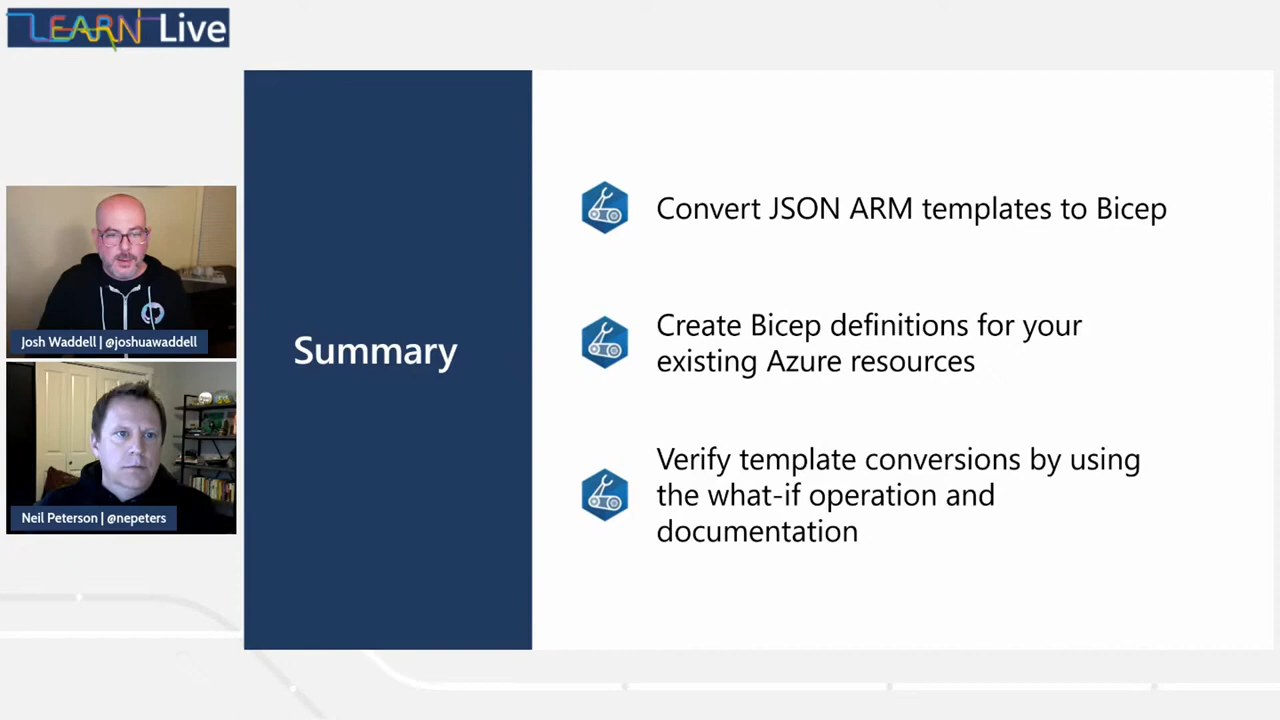 LEARN Live
Josh Waddell | @joshuawaddell
Neil Peterson | @nepeters
Summary
Convert JSON ARM templates to Bicep
Create Bicep definitions for your
existing Azure resources
Verify template conversions by using
the what-if operation and
documentation